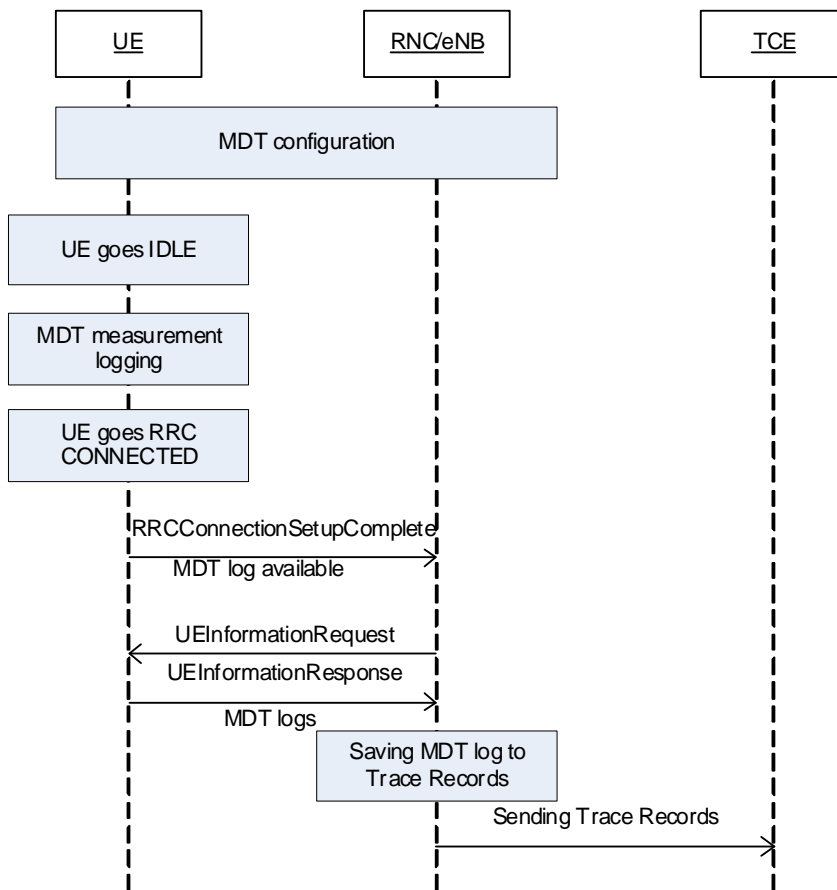 UE
RNC/eNB
TCE
MDT configuration
UE goes IDLE
MDT measurement
logging
UE goes RRC
CONNECTED
RRCConnectionSetupComplete
MDT log available
UEInformationRequest
UEInformationResponse
MDT logs
Saving MDT log to
Trace Records
Sending Trace Records